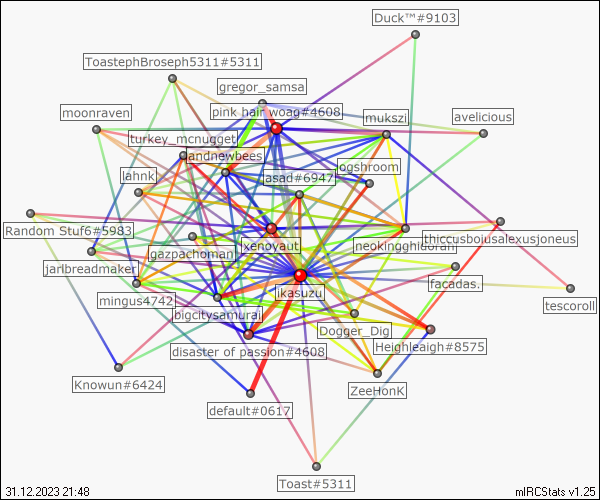 Duck™#9103
ToastephBroseph5311#5311
gregor_samsa
moonraven
pink hair woag#4608
mukszi
avelicious
turkey_mcnugget
andnewbees
jogshroom
lahnk
asad#6947
Random Stuf6#5983
xenoyaut
neokingghidorah
thiccusboiusalexusjoneus
gazpachoman
jarlbreadmaker
mingus4742
ikasuzu
facadas.
tescoroll
bigcitysamurai
Dogger_Dig
disaster of passion#4608
Heighleaigh#8575
Knowun#6424
ZeeHonK
default#0617
Toast#5311
31.12.2023 21:48
mIRCStats v1.25